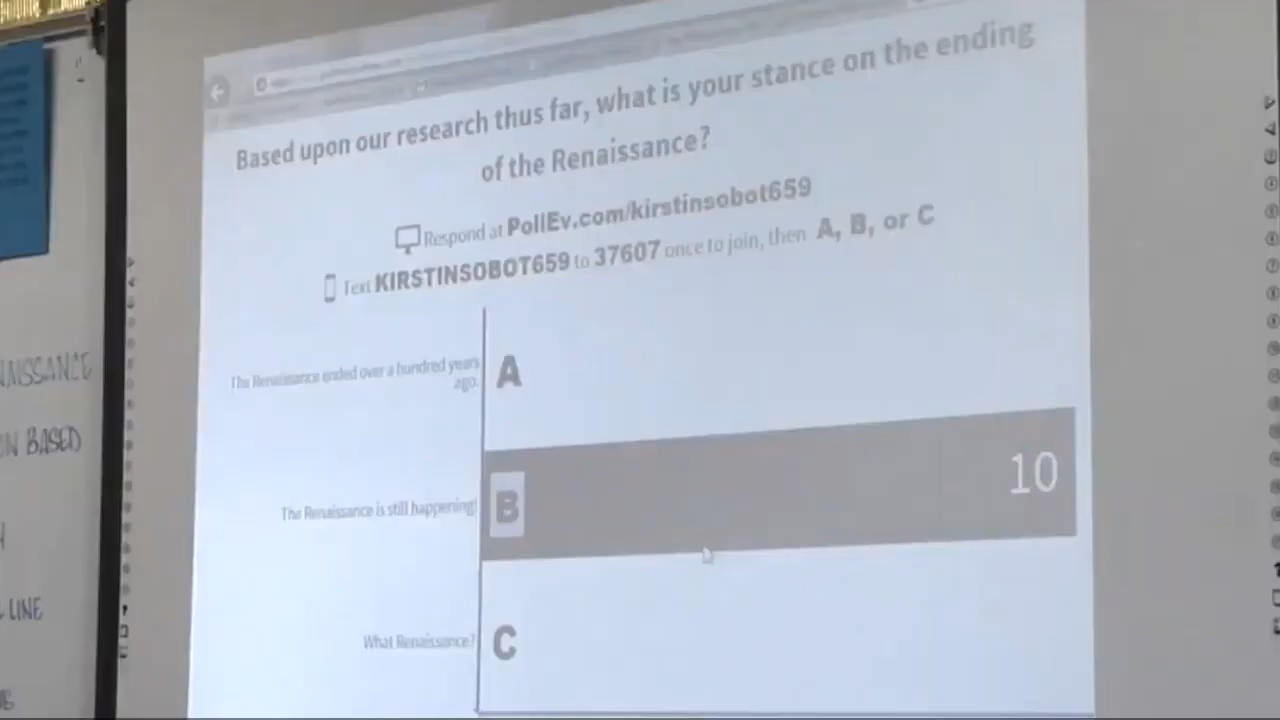 Based upon our research thus far, what is your stance on the ending
of the Renaissance?
Respond at PollEv.com/kirstinsobot659
Text KIRSTINSOBOT659 to 37607 once to join, then A, B, or C
The Renaissance ended over a hundred years
ago.
A
The Renaissance is still happening!
B
10
What Renaissance?
C
NAISSANCE
ON BASED
LINE